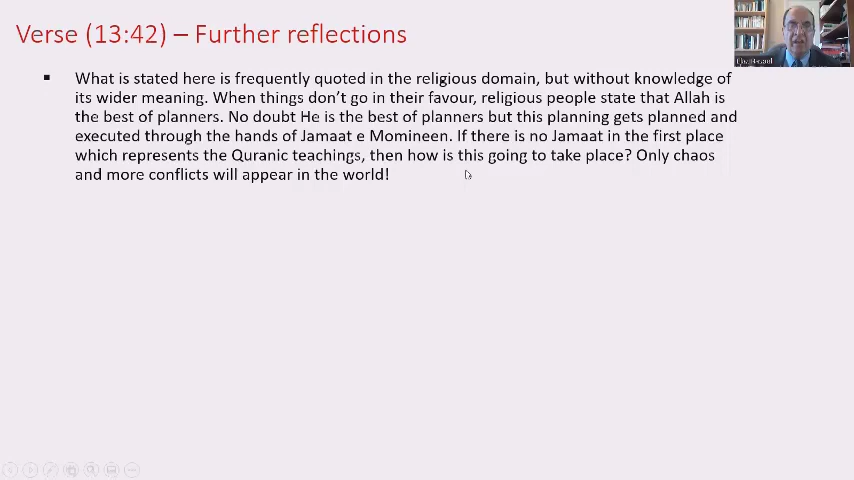 Verse (13:42) – Further reflections
▪ What is stated here is frequently quoted in the religious domain, but without knowledge of
its wider meaning. When things don’t go in their favour, religious people state that Allah is
the best of planners. No doubt He is the best of planners but this planning gets planned and
executed through the hands of Jamaat e Momineen. If there is no Jamaat in the first place
which represents the Quranic teachings, then how is this going to take place? Only chaos
and more conflicts will appear in the world!